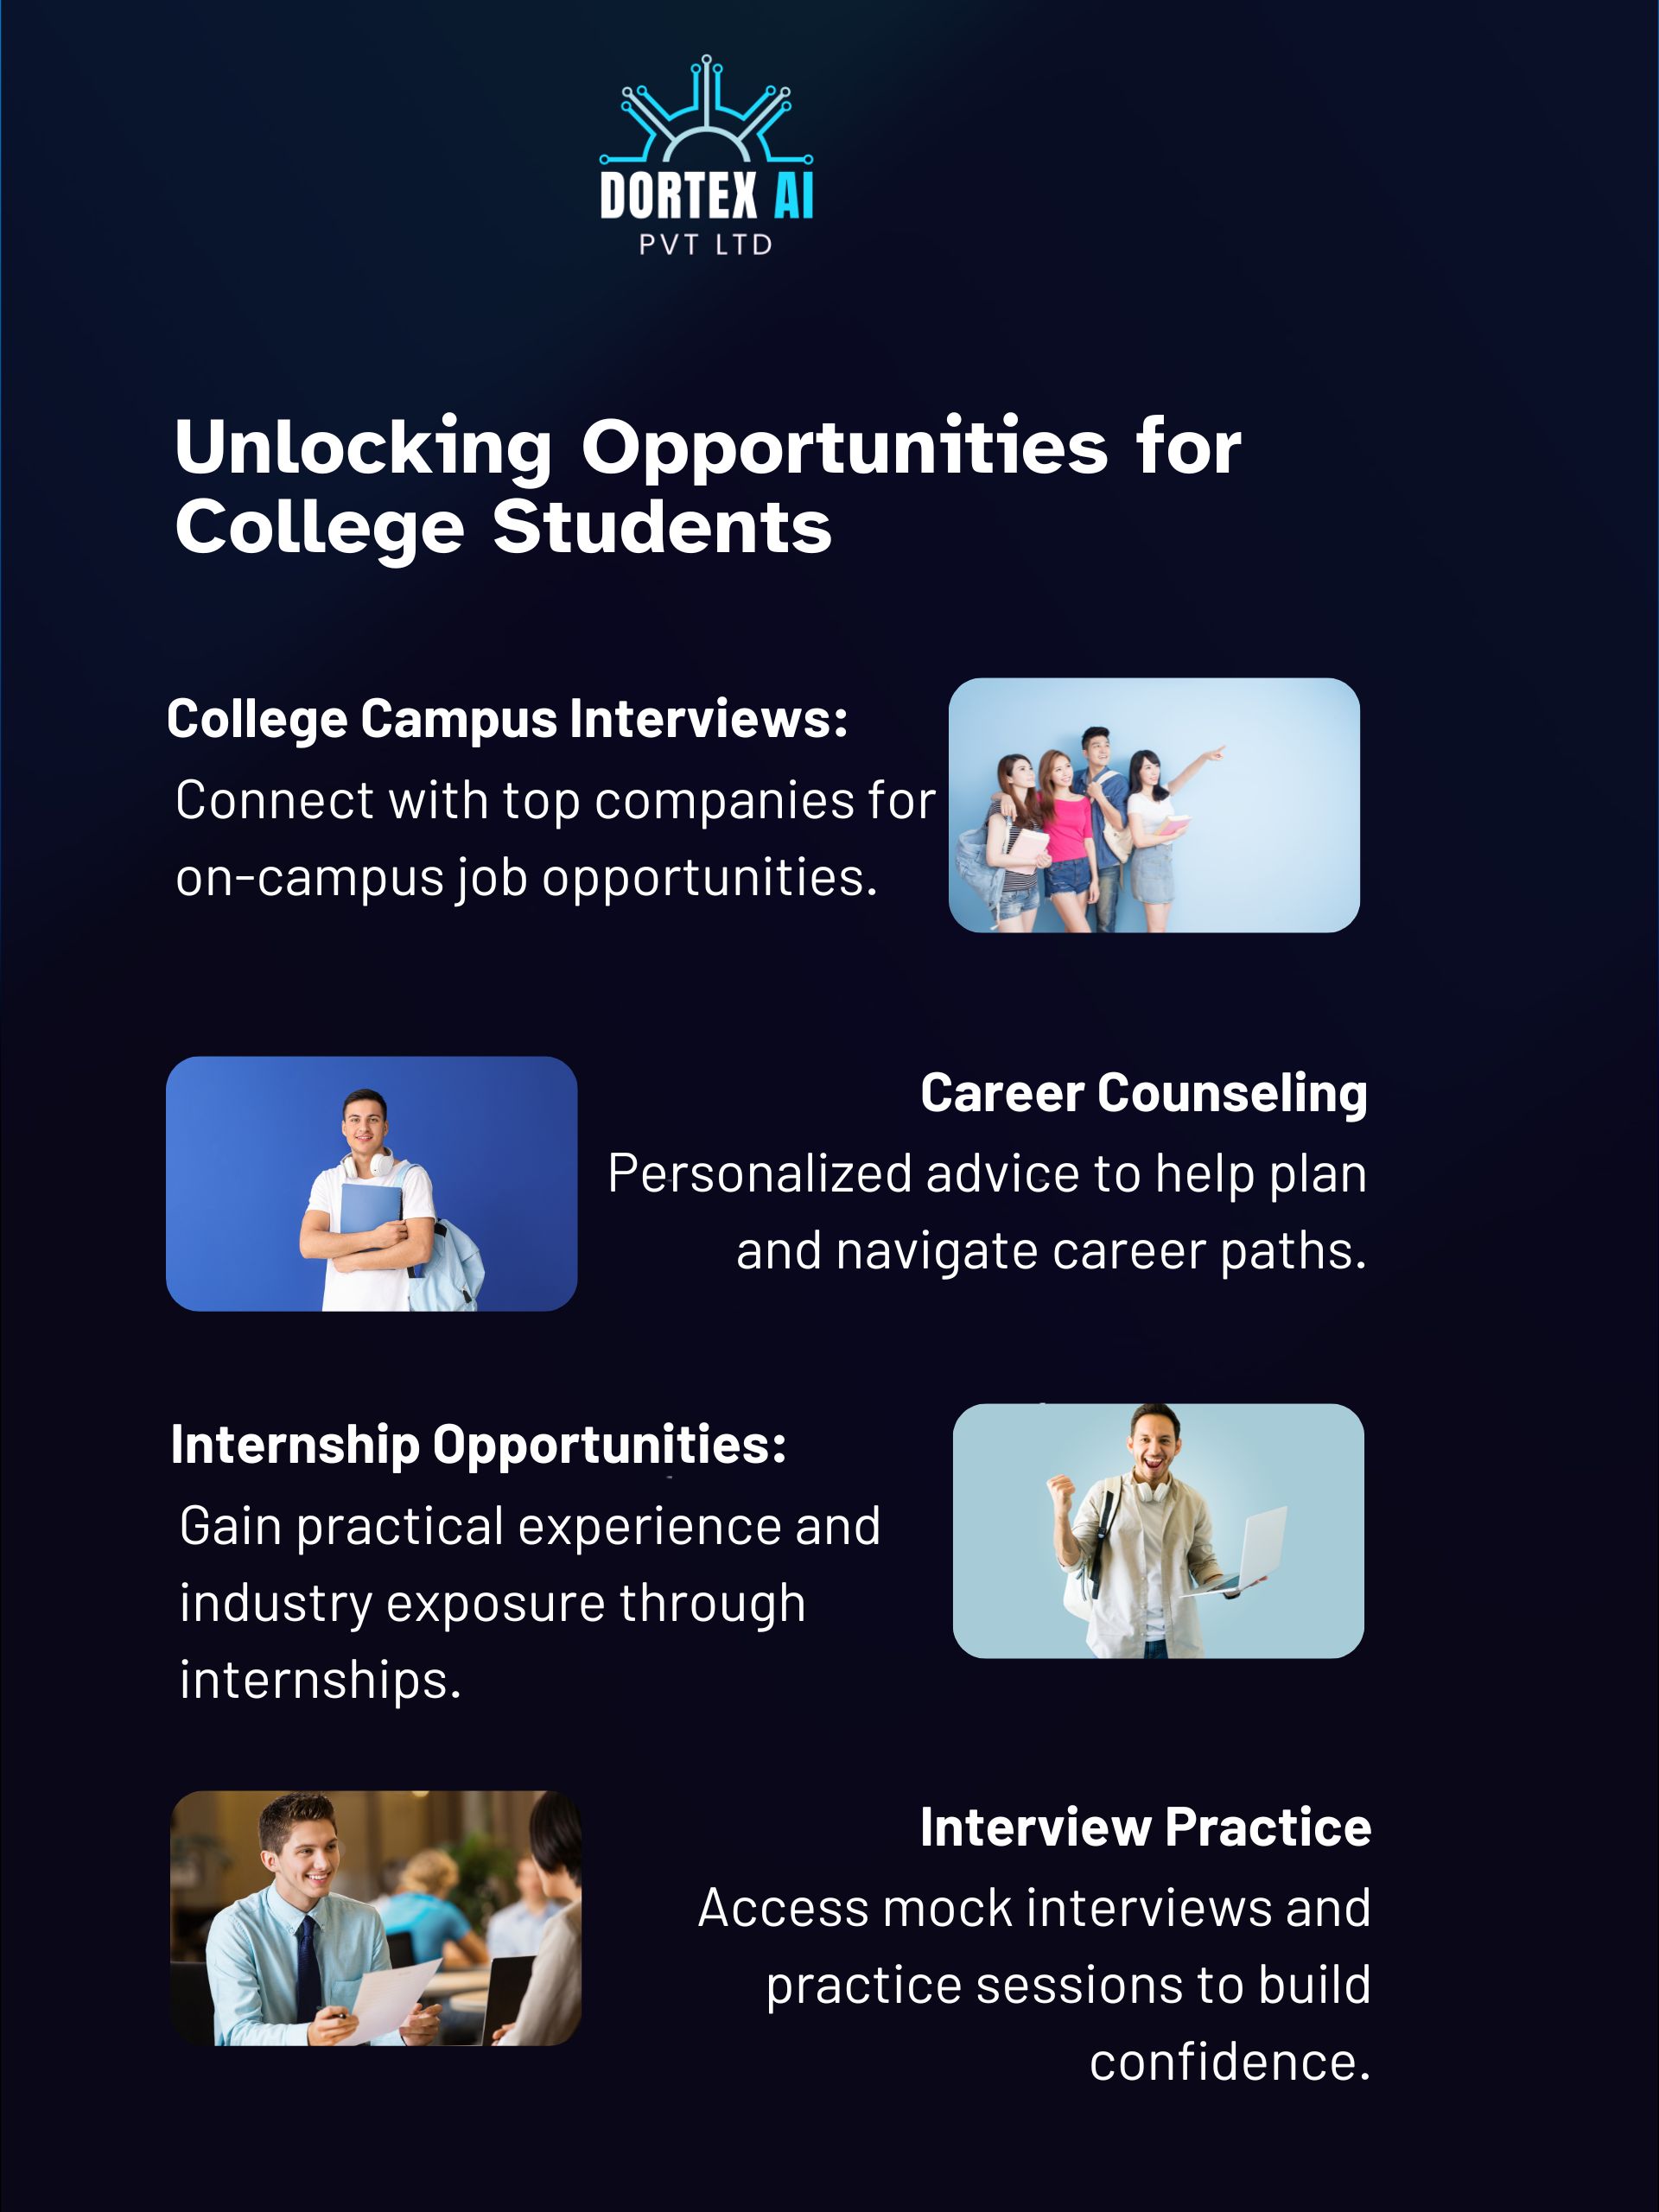 DORTEX AI
PVT LTD
Unlocking Opportunities for
College Students
College Campus Interviews:
Connect with top companies for
on-campus job opportunities.
Career Counseling
Personalized advice to help plan
and navigate career paths.
Internship Opportunities:
Gain practical experience and
industry exposure through
internships.
Interview Practice
Access mock interviews and
practice sessions to build
confidence.